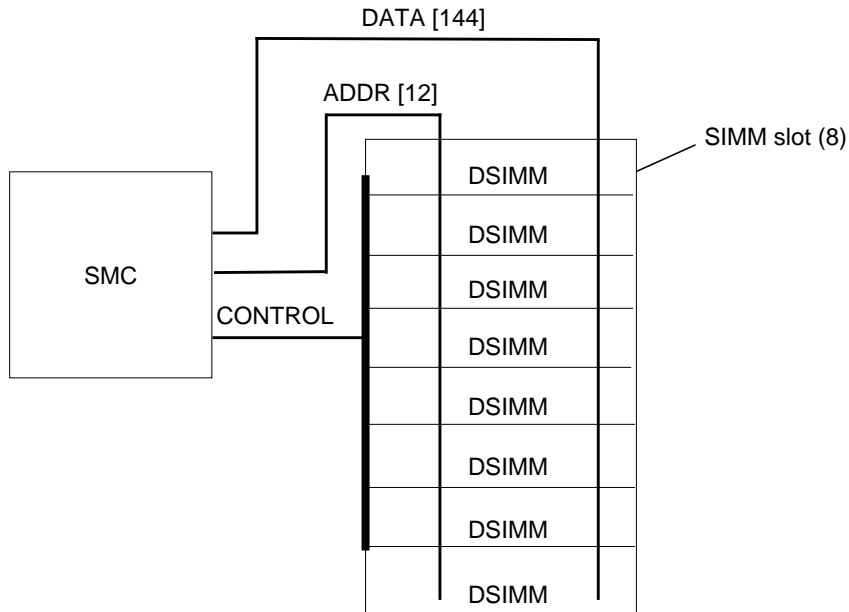 DATA [144]
ADDR [12]
SIMM slot (8)
DSIMM
DSIMM
SMC
DSIMM
CONTROL
DSIMM
DSIMM
DSIMM
DSIMM
DSIMM